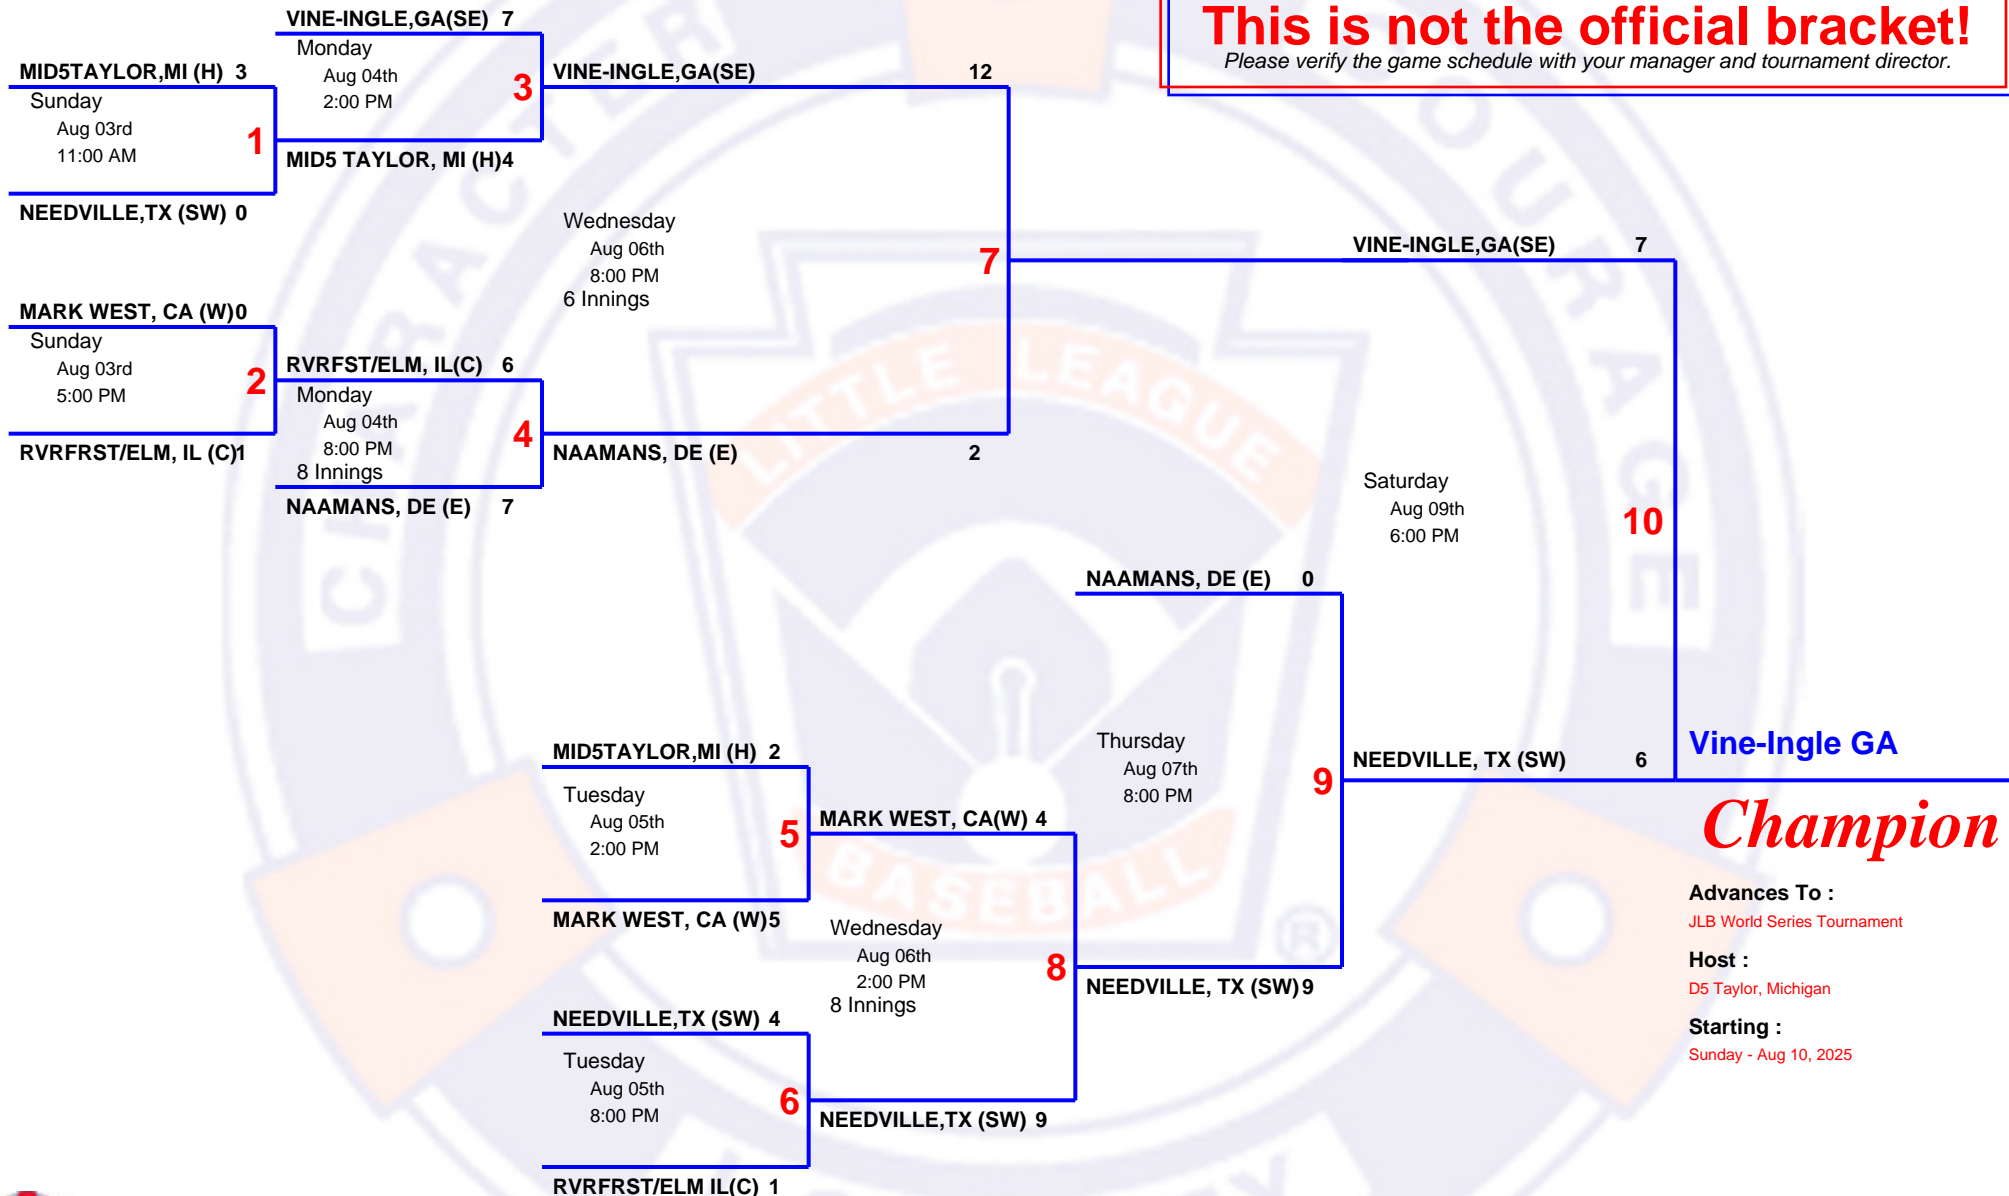 This is not the official bracket!
Please verify the game schedule with your manager and tournament director.
VINE-INGLE,GA(SE) 7
Monday
Aug 04th
2:00 PM
3
MID5 TAYLOR, MI (H)4
MID5TAYLOR,MI (H) 3
Sunday
Aug 03rd
11:00 AM
1
NEEDVILLE,TX (SW) 0
VINE-INGLE,GA(SE) 12
Wednesday
Aug 06th
8:00 PM
6 Innings
7
NAAMANS, DE (E) 2
MARK WEST, CA (W)0
Sunday
Aug 03rd
5:00 PM
2
RVRFRST/ELM, IL (C)1
RVRFST/ELM, IL(C) 6
Monday
Aug 04th
8:00 PM
8 Innings
4
NAAMANS, DE (E) 7
VINE-INGLE,GA(SE) 7
Saturday
Aug 09th
6:00 PM
10
NEEDVILLE, TX (SW) 6
NAAMANS, DE (E) 0
Thursday
Aug 07th
8:00 PM
9
NEEDVILLE, TX (SW)9
MID5TAYLOR,MI (H) 2
Tuesday
Aug 05th
2:00 PM
5
MARK WEST, CA (W)5
MARK WEST, CA(W) 4
Wednesday
Aug 06th
2:00 PM
8 Innings
8
NEEDVILLE,TX (SW) 9
NEEDVILLE,TX (SW) 4
Tuesday
Aug 05th
8:00 PM
6
RVRFRST/ELM IL(C) 1
Vine-Ingle GA
Champion
Advances To :
JLB World Series Tournament
Host :
D5 Taylor, Michigan
Starting :
Sunday - Aug 10, 2025
CHARACTER
COURAGE
LITTLE LEAGUE
BASEBALL
®